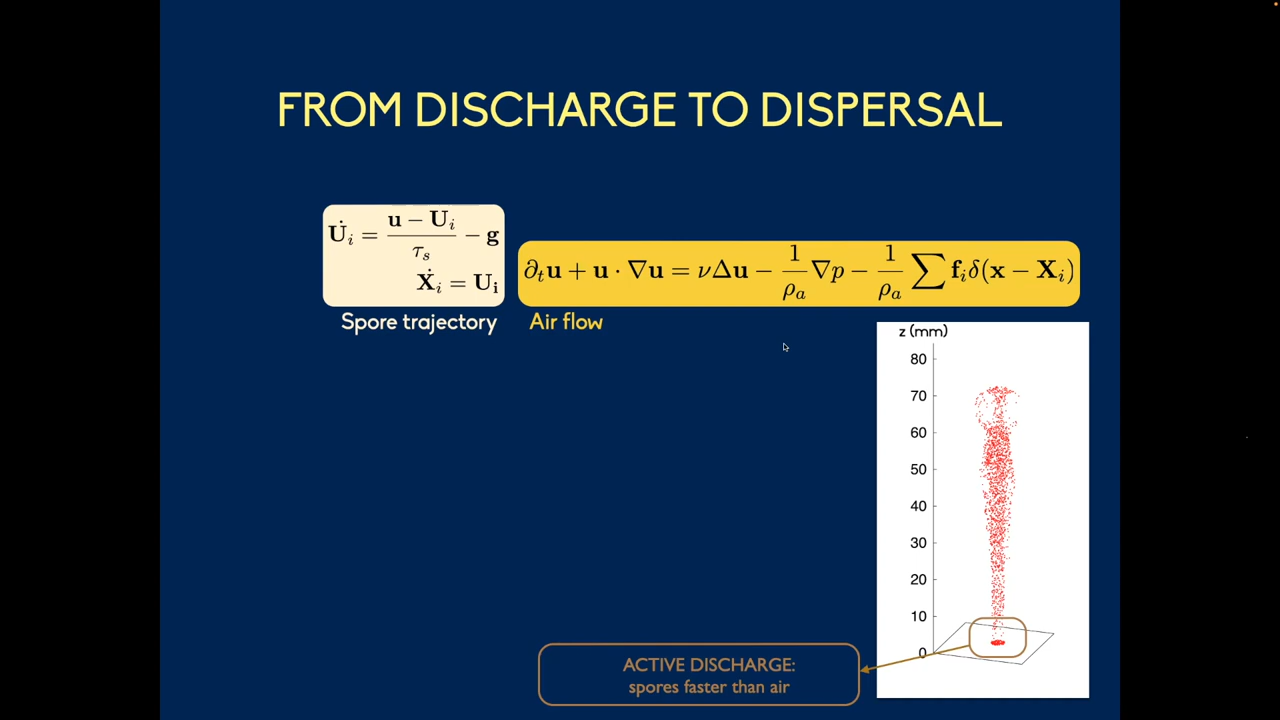 FROM DISCHARGE TO DISPERSAL
U̇ᵢ = (u − Uᵢ)/τₛ − g
Ẋᵢ = Uᵢ
∂ₜu + u · ∇u = νΔu − 1/ρₐ ∇p − 1/ρₐ ∑ fᵢδ(x − Xᵢ)
Spore trajectory
Air flow
z (mm)
80
70
60
50
40
30
20
10
0
ACTIVE DISCHARGE:
spores faster than air